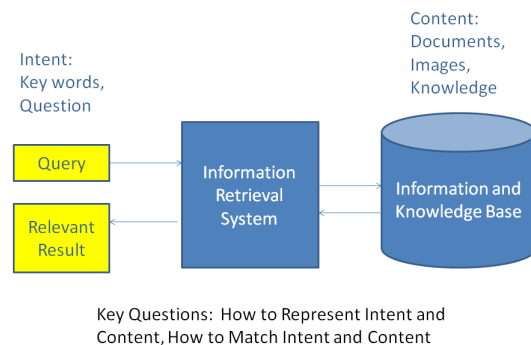 Content:
Documents,
Images,
Knowledge
Intent:
Key words,
Question
Query
Relevant
Result
Information
Retrieval
System
Information and
Knowledge Base
Key Questions: How to Represent Intent and
Content, How to Match Intent and Content